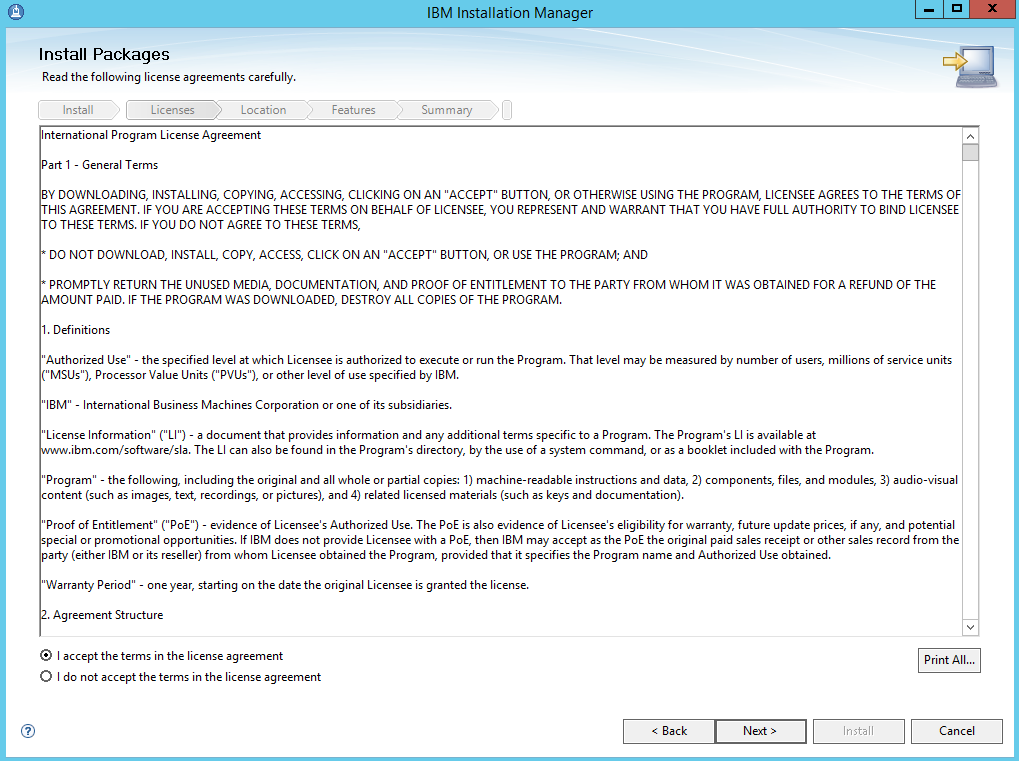 IBM Installation Manager
Install Packages
Read the following license agreements carefully.
Install
Licenses
Location
Features
Summary
International Program License Agreement
Part 1 - General Terms
BY DOWNLOADING, INSTALLING, COPYING, ACCESSING, CLICKING ON AN "ACCEPT" BUTTON, OR OTHERWISE USING THE PROGRAM, LICENSEE AGREES TO THE TERMS OF
THIS AGREEMENT. IF YOU ARE ACCEPTING THESE TERMS ON BEHALF OF LICENSEE, YOU REPRESENT AND WARRANT THAT YOU HAVE FULL AUTHORITY TO BIND LICENSEE
TO THESE TERMS. IF YOU DO NOT AGREE TO THESE TERMS,
* DO NOT DOWNLOAD, INSTALL, COPY, ACCESS, CLICK ON AN "ACCEPT" BUTTON, OR USE THE PROGRAM; AND
* PROMPTLY RETURN THE UNUSED MEDIA, DOCUMENTATION, AND PROOF OF ENTITLEMENT TO THE PARTY FROM WHOM IT WAS OBTAINED FOR A REFUND OF THE
AMOUNT PAID. IF THE PROGRAM WAS DOWNLOADED, DESTROY ALL COPIES OF THE PROGRAM.
1. Definitions
"Authorized Use" - the specified level at which Licensee is authorized to execute or run the Program. That level may be measured by number of users, millions of service units
("MSUs"), Processor Value Units ("PVUs"), or other level of use specified by IBM.
"IBM" - International Business Machines Corporation or one of its subsidiaries.
"License Information" ("LI") - a document that provides information and any additional terms specific to a Program. The Program's LI is available at
www.ibm.com/software/sla. The LI can also be found in the Program's directory, by the use of a system command, or as a booklet included with the Program.
"Program" - the following, including the original and all whole or partial copies: 1) machine-readable instructions and data, 2) components, files, and modules, 3) audio-visual
content (such as images, text, recordings, or pictures), and 4) related licensed materials (such as keys and documentation).
"Proof of Entitlement" ("PoE") - evidence of Licensee's Authorized Use. The PoE is also evidence of Licensee's eligibility for warranty, future update prices, if any, and potential
special or promotional opportunities. If IBM does not provide Licensee with a PoE, then IBM may accept as the PoE the original paid sales receipt or other sales record from the
party (either IBM or its reseller) from whom Licensee obtained the Program, provided that it specifies the Program name and Authorized Use obtained.
"Warranty Period" - one year, starting on the date the original Licensee is granted the license.
2. Agreement Structure
I accept the terms in the license agreement
I do not accept the terms in the license agreement
Print All...
?
< Back
Next >
Install
Cancel